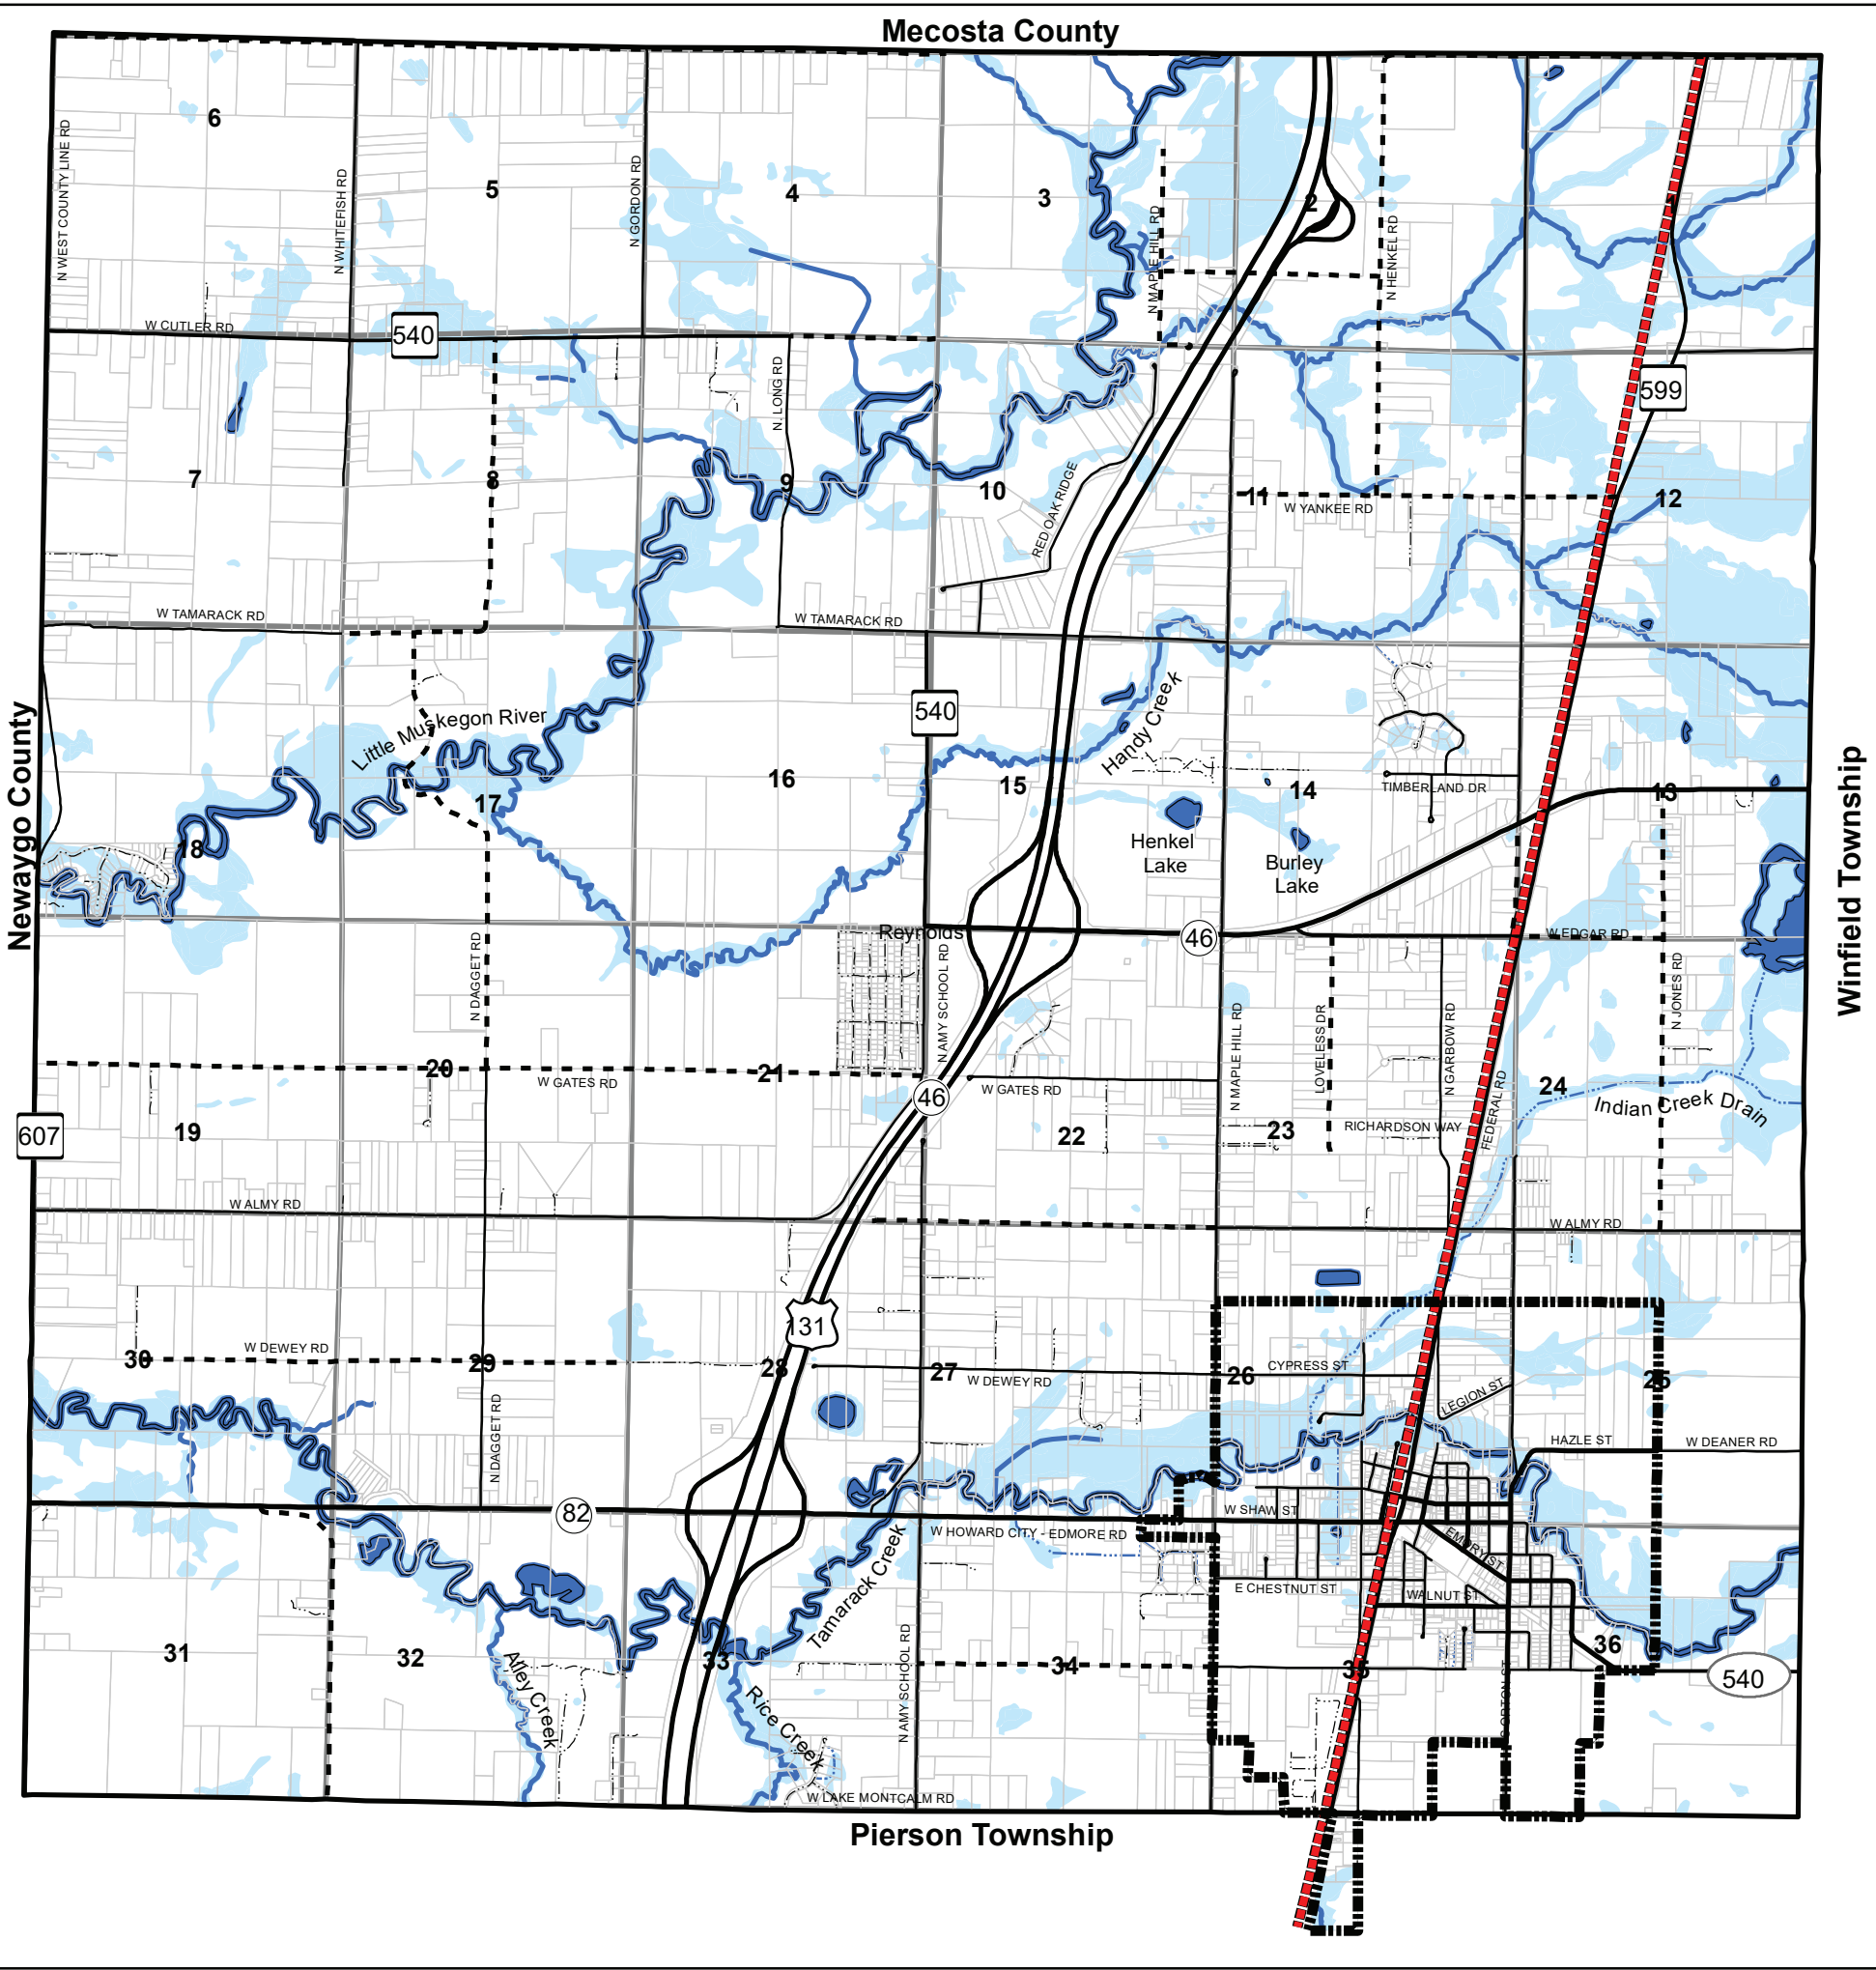 Mecosta County
6
5
4
3
2
1
N WEST COUNTY LINE RD
N WHITEFISH RD
N GORDON RD
N MAPLE HILL RD
N HENKEL RD
W CUTLER RD
540
N. LONG RD
599
7
8
9
10
11
12
RED OAK RIDGE
W YANKEE RD
W TAMARACK RD
W TAMARACK RD
540
Little Muskegon River
Handy Creek
18
17
16
15
14
13
TIMBERLAND DR
Henkel
Lake
Burley
Lake
Newaygo County
Winfield Township
Reynolds
46
W EDGAR RD
N DAGGET RD
N AMY SCHOOL RD
N MAPLE HILL RD
LOVELESS DR
N GARBOW RD
FEDERAL RD
N JONES RD
20
21
W GATES RD
46
W GATES RD
24
Indian Creek Drain
607
19
22
23
RICHARDSON WAY
W ALMY RD
W ALMY RD
131
30
W DEWEY RD
29
28
27
W DEWEY RD
26
CYPRESS ST
25
LEGION ST
N DAGGET RD
HAZLE ST
W DEANER RD
82
W HOWARD CITY - EDMORE RD
W SHAW ST
EMORY ST
Tamarack Creek
E CHESTNUT ST
WALNUT ST
31
32
33
34
35
36
540
Alley Creek
Rice Creek
N AMY SCHOOL RD
ORTON ST
W LAKE MONTCALM RD
Pierson Township